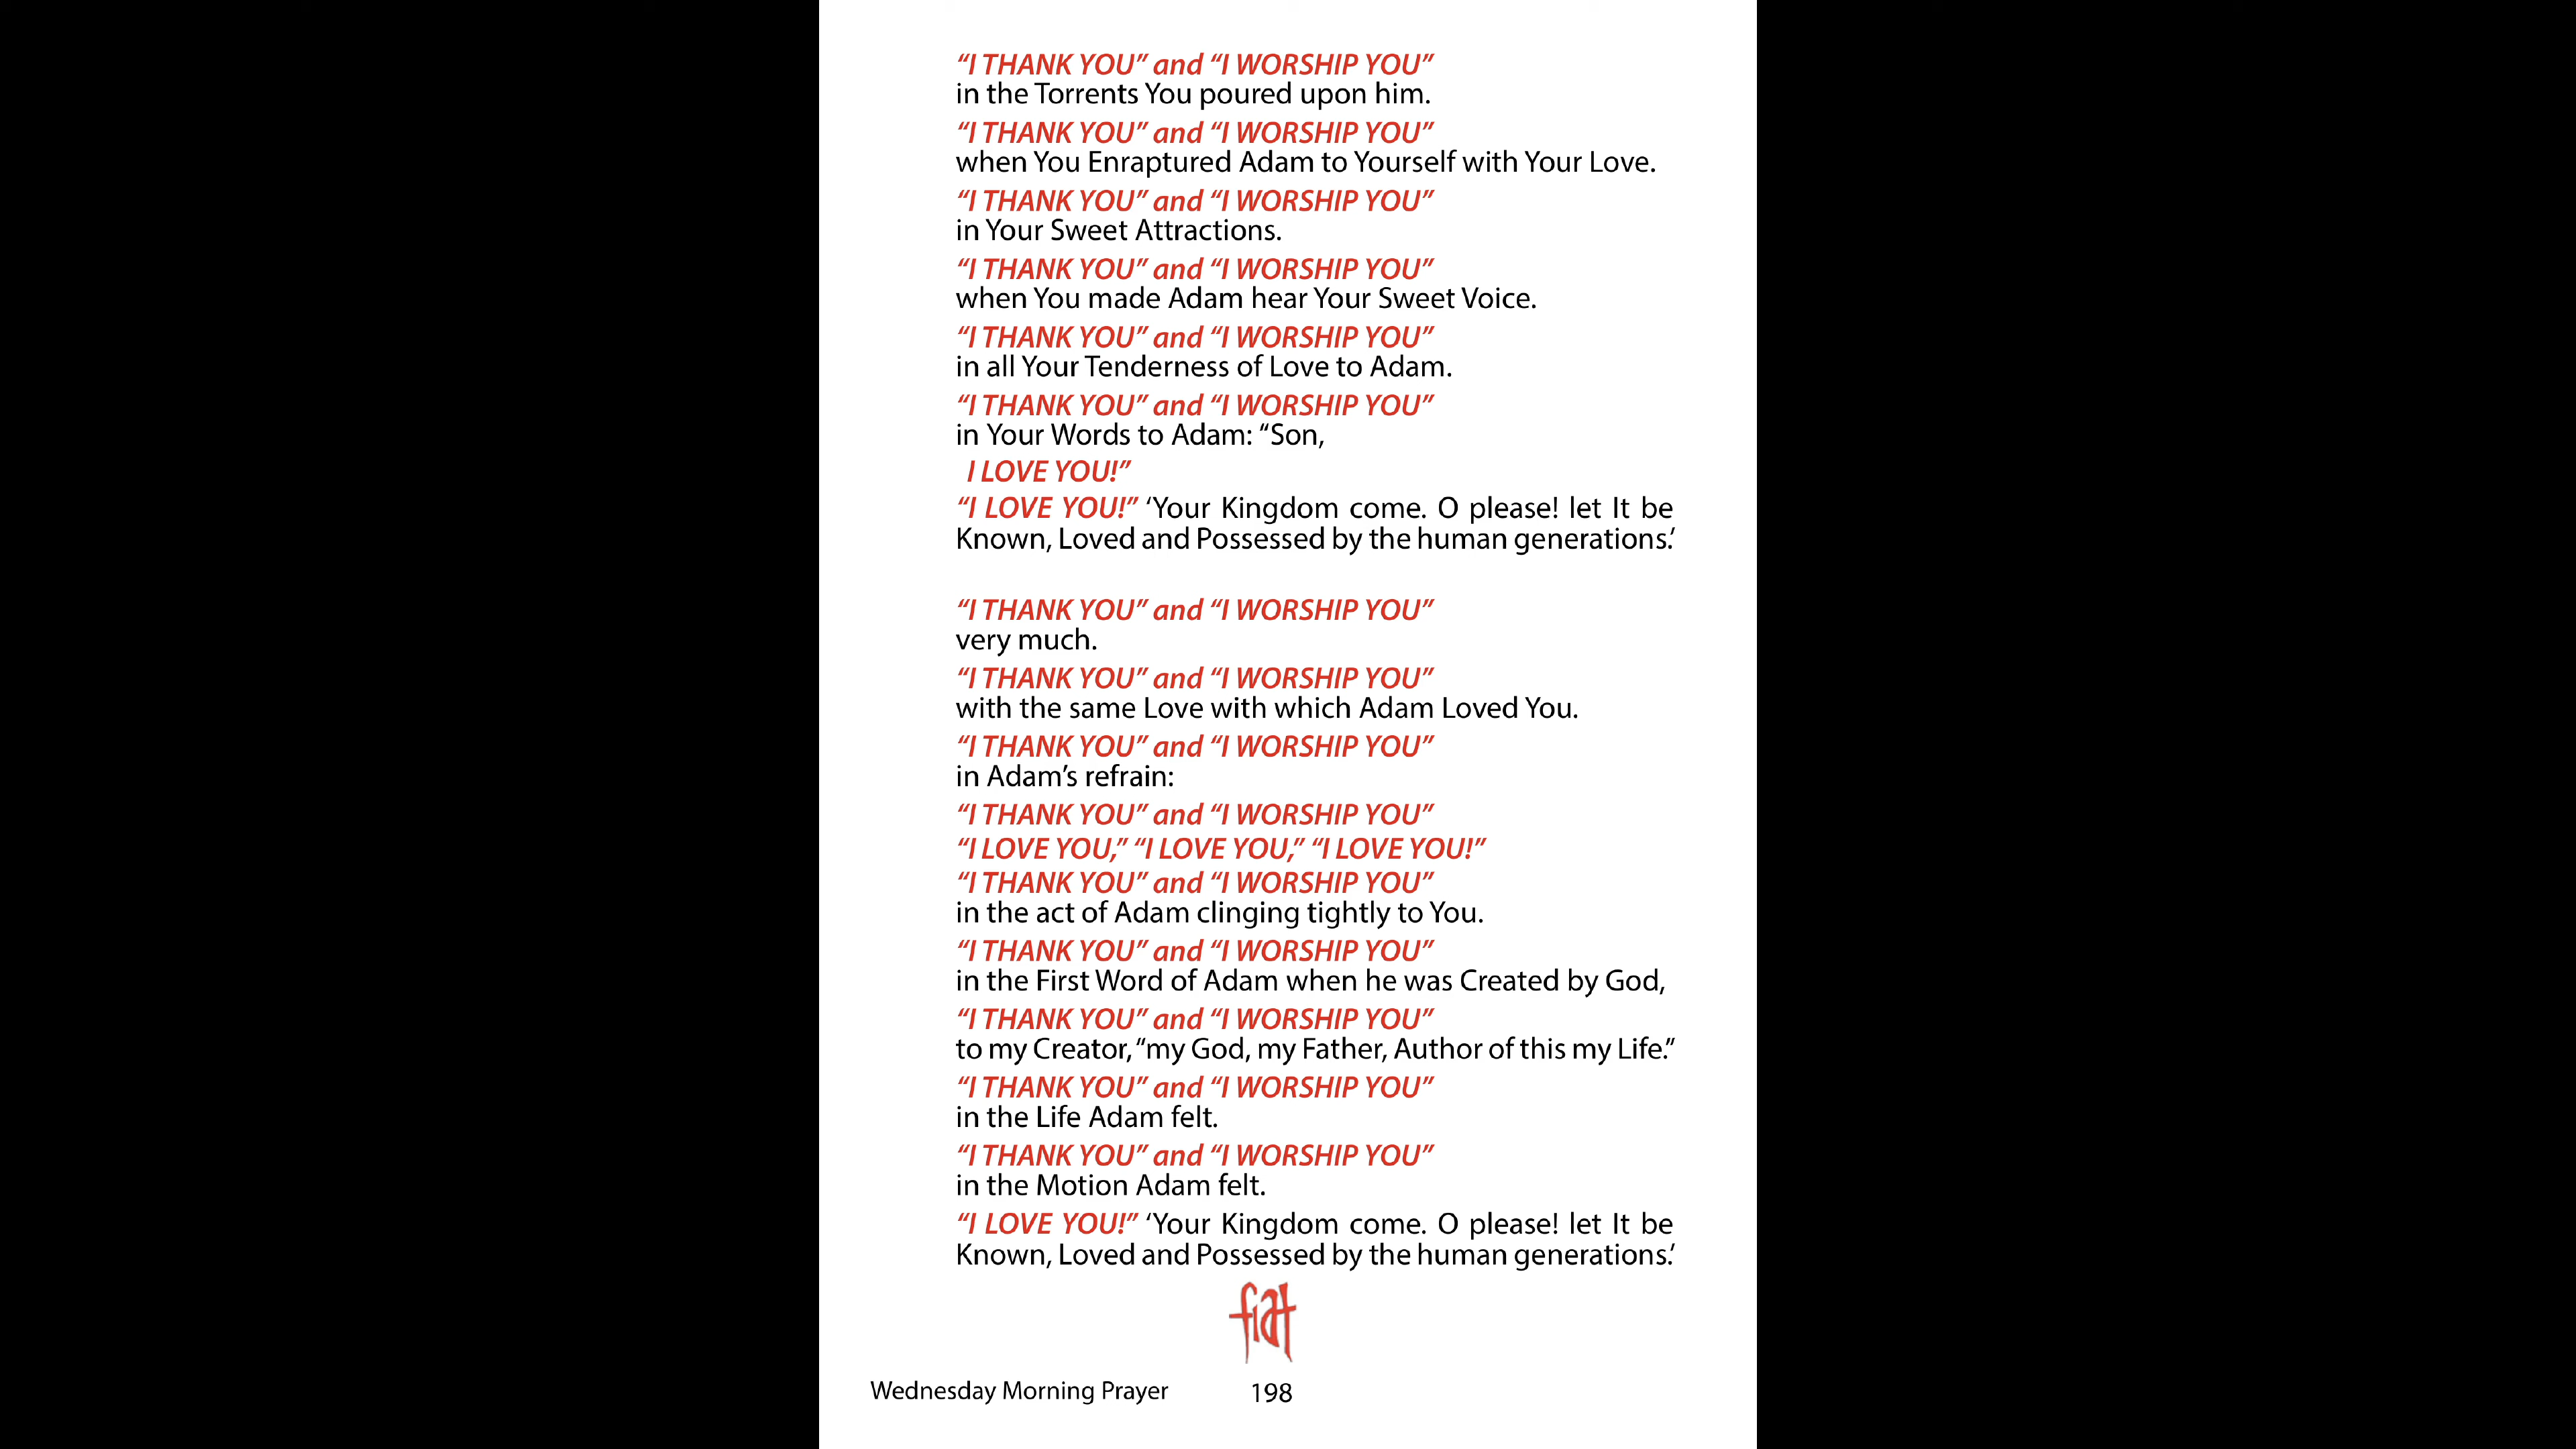 “I THANK YOU” and “I WORSHIP YOU”
in the Torrents You poured upon him.
“I THANK YOU” and “I WORSHIP YOU”
when You Enraptured Adam to Yourself with Your Love.
“I THANK YOU” and “I WORSHIP YOU”
in Your Sweet Attractions.
“I THANK YOU” and “I WORSHIP YOU”
when You made Adam hear Your Sweet Voice.
“I THANK YOU” and “I WORSHIP YOU”
in all Your Tenderness of Love to Adam.
“I THANK YOU” and “I WORSHIP YOU”
in Your Words to Adam: “Son,
I LOVE YOU!”
“I LOVE YOU!” ‘Your Kingdom come. O please! let It be
Known, Loved and Possessed by the human generations.’
“I THANK YOU” and “I WORSHIP YOU”
very much.
“I THANK YOU” and “I WORSHIP YOU”
with the same Love with which Adam Loved You.
“I THANK YOU” and “I WORSHIP YOU”
in Adam’s refrain:
“I THANK YOU” and “I WORSHIP YOU”
“I LOVE YOU,” “I LOVE YOU,” “I LOVE YOU!”
“I THANK YOU” and “I WORSHIP YOU”
in the act of Adam clinging tightly to You.
“I THANK YOU” and “I WORSHIP YOU”
in the First Word of Adam when he was Created by God,
“I THANK YOU” and “I WORSHIP YOU”
to my Creator, “my God, my Father, Author of this my Life.”
“I THANK YOU” and “I WORSHIP YOU”
in the Life Adam felt.
“I THANK YOU” and “I WORSHIP YOU”
in the Motion Adam felt.
“I LOVE YOU!” ‘Your Kingdom come. O please! let It be
Known, Loved and Possessed by the human generations.’
fiat
Wednesday Morning Prayer 198